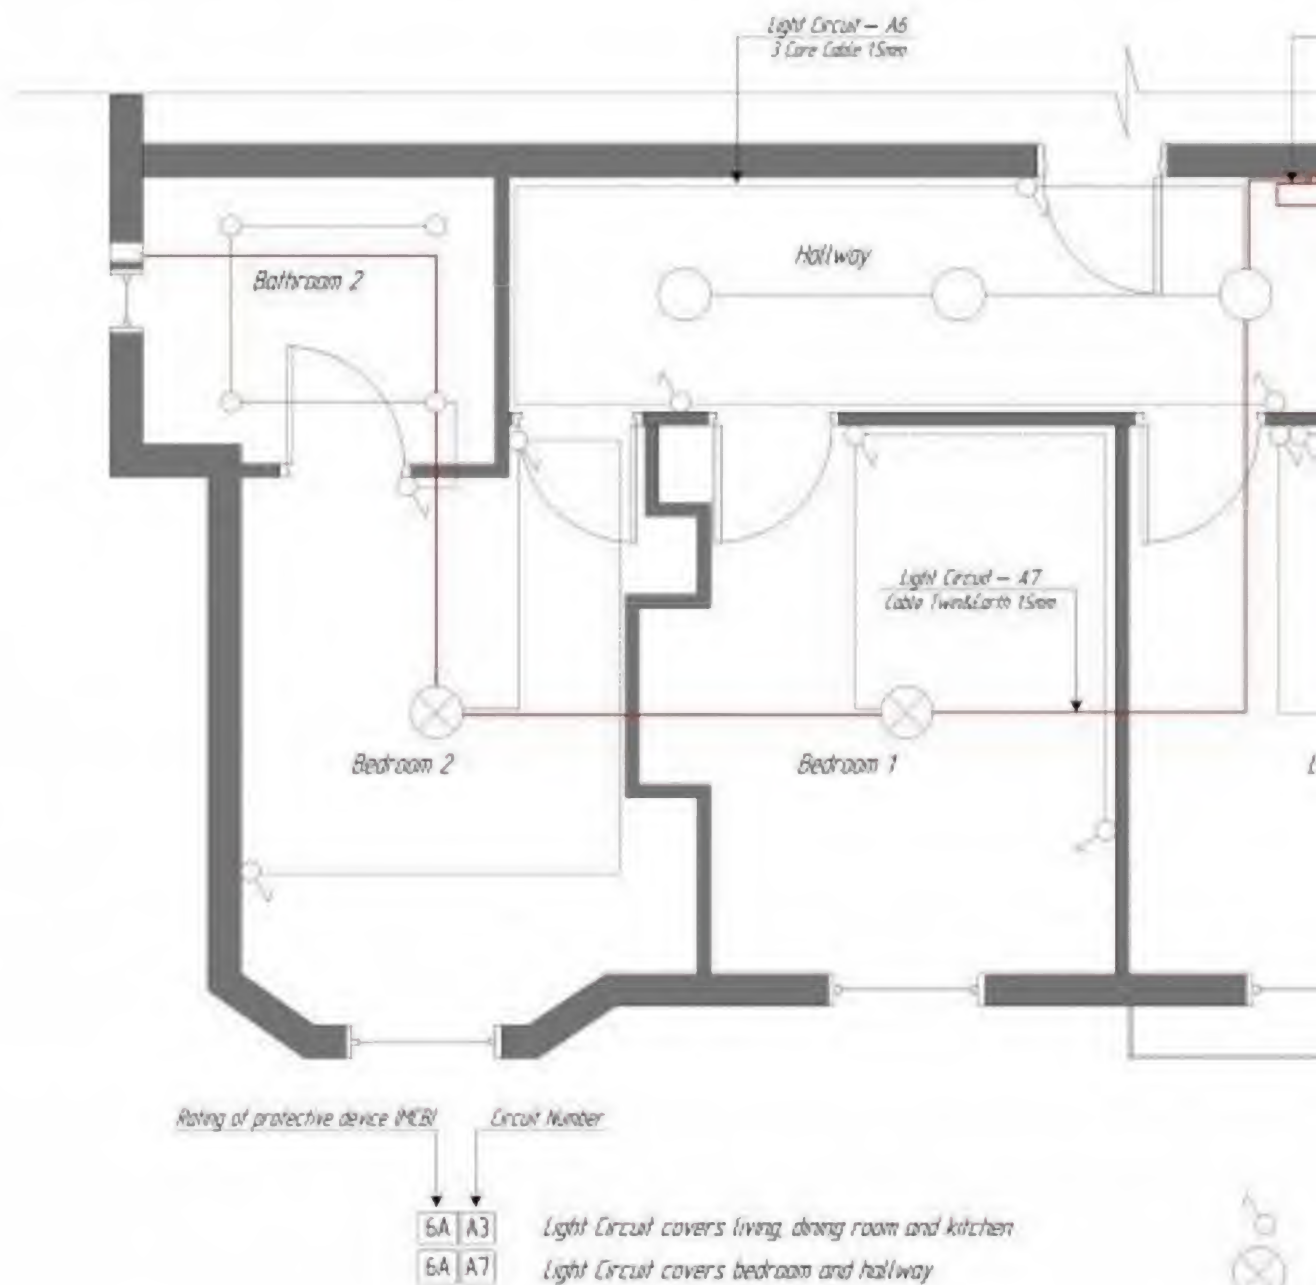 Light Circuit – A6
3 Core Cable 1.5mm
Hallway
Bathroom 2
Light Circuit – A7
Cable Twin&Earth 1.5mm
Bedroom 2
Bedroom 1
Rating of protective device (MCB)
Circuit Number
6A A3 Light Circuit covers living, dining room and kitchen
6A A7 Light Circuit covers bedroom and hallway